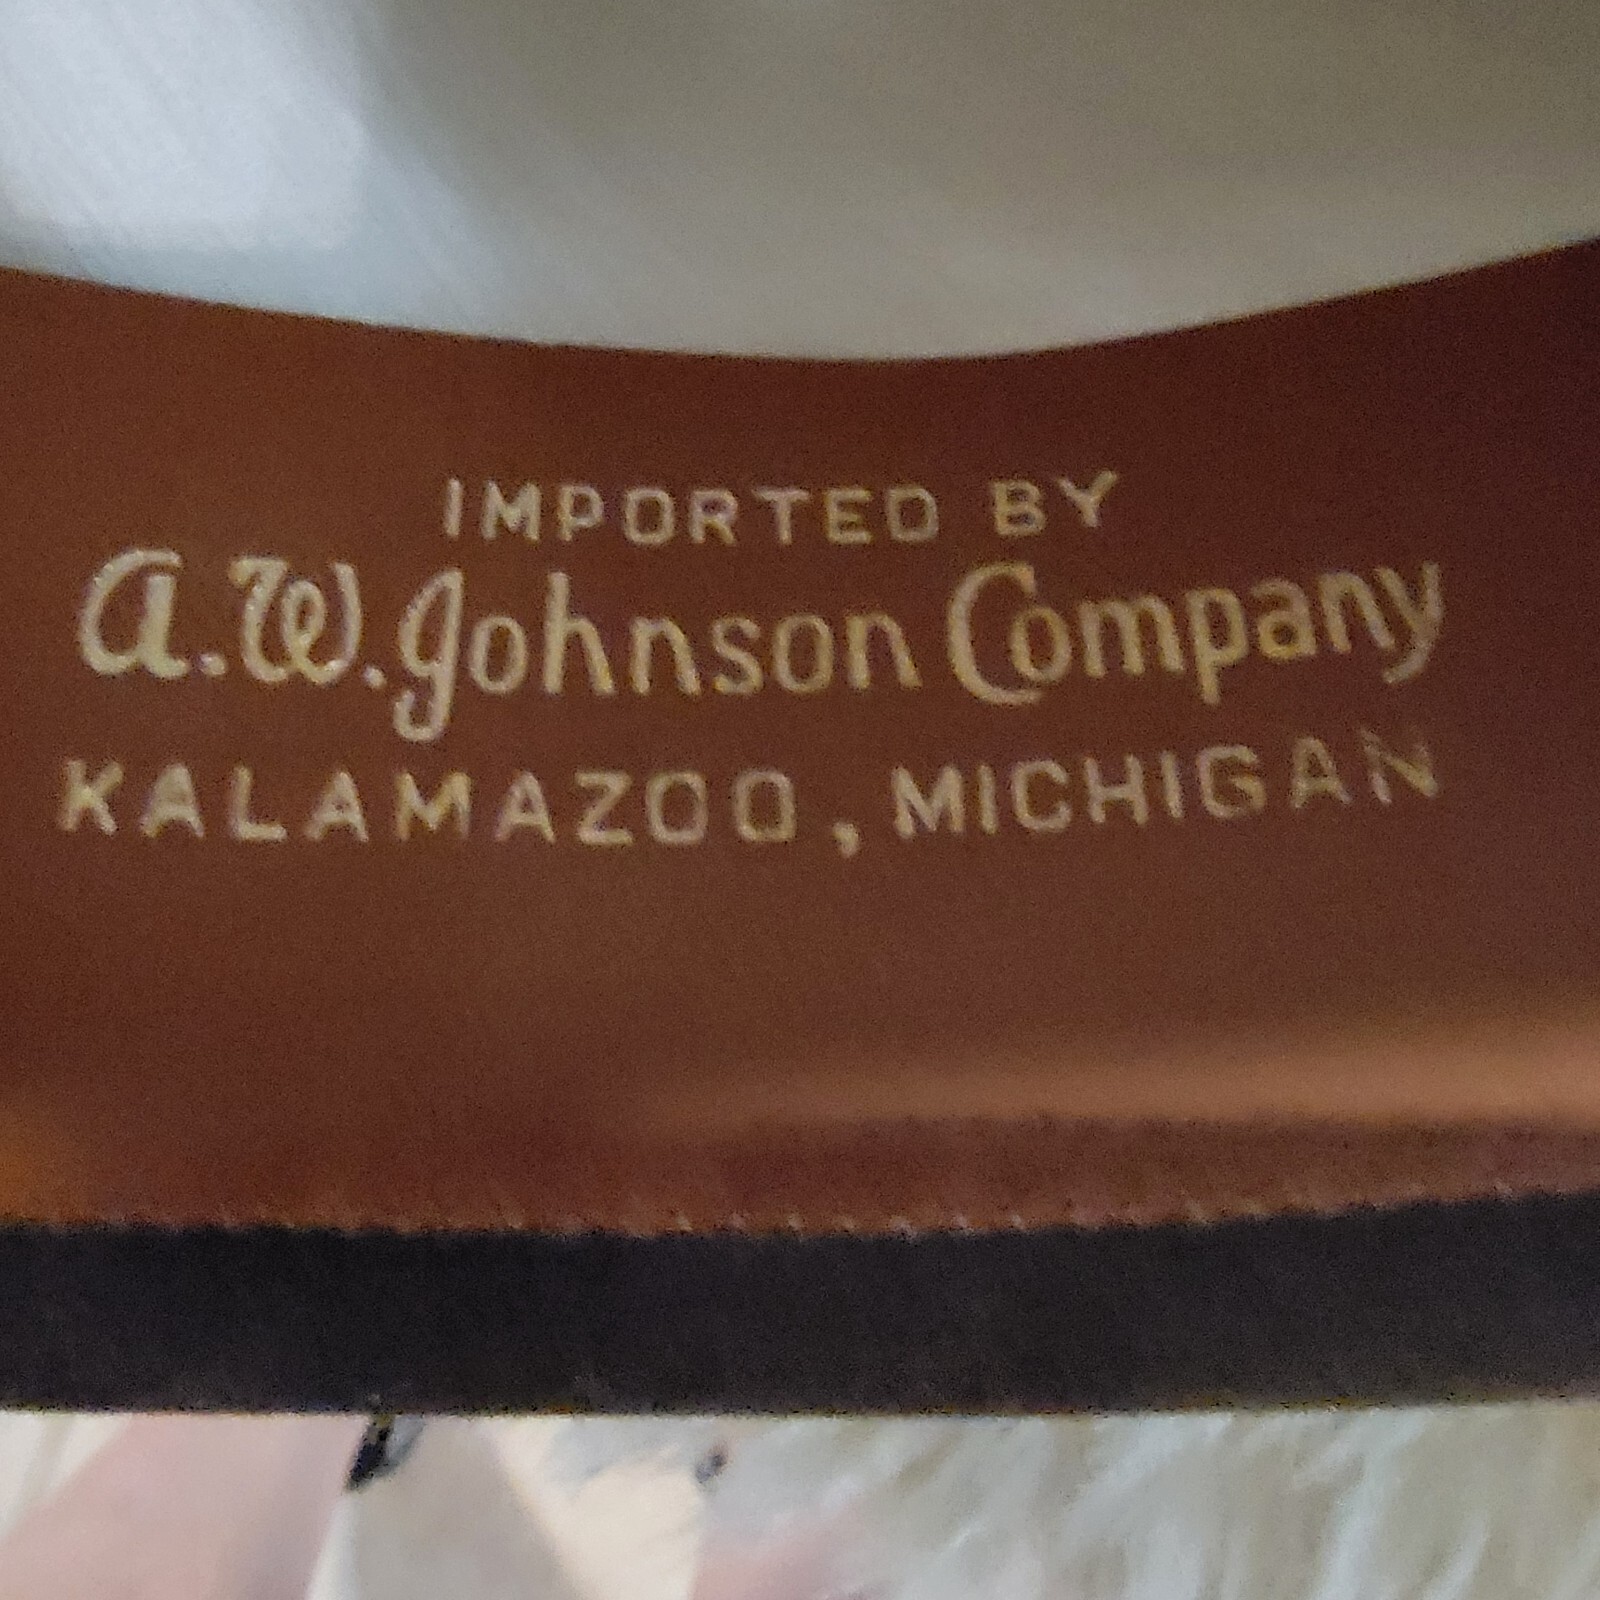 IMPORTED BY
A.W. Johnson Company
KALAMAZOO, MICHIGAN